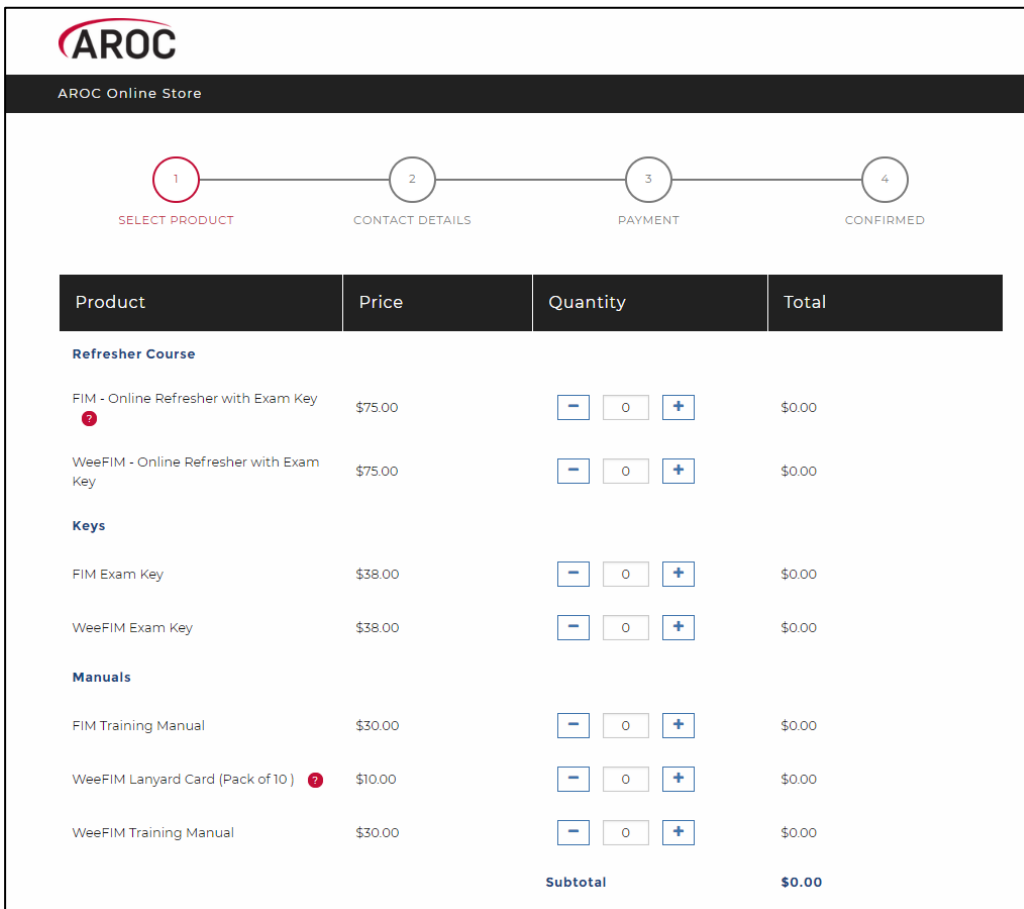 AROC
AROC Online Store
1 2 3 4
SELECT PRODUCT CONTACT DETAILS PAYMENT CONFIRMED
Product Price Quantity Total
Refresher Course
FIM - Online Refresher with Exam Key
? $75.00 − 0 + $0.00
WeeFIM - Online Refresher with Exam
Key $75.00 − 0 + $0.00
Keys
FIM Exam Key $38.00 − 0 + $0.00
WeeFIM Exam Key $38.00 − 0 + $0.00
Manuals
FIM Training Manual $30.00 − 0 + $0.00
WeeFIM Lanyard Card (Pack of 10 ) ? $10.00 − 0 + $0.00
WeeFIM Training Manual $30.00 − 0 + $0.00
Subtotal $0.00